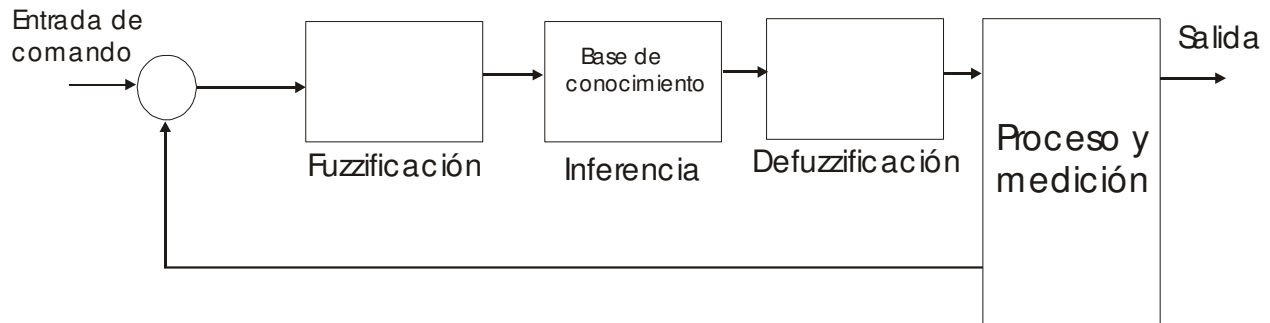 Entrada de
comando
Fuzzificación
Base de
conocimiento
Inferencia
Defuzzificación
Proceso y
medición
Salida